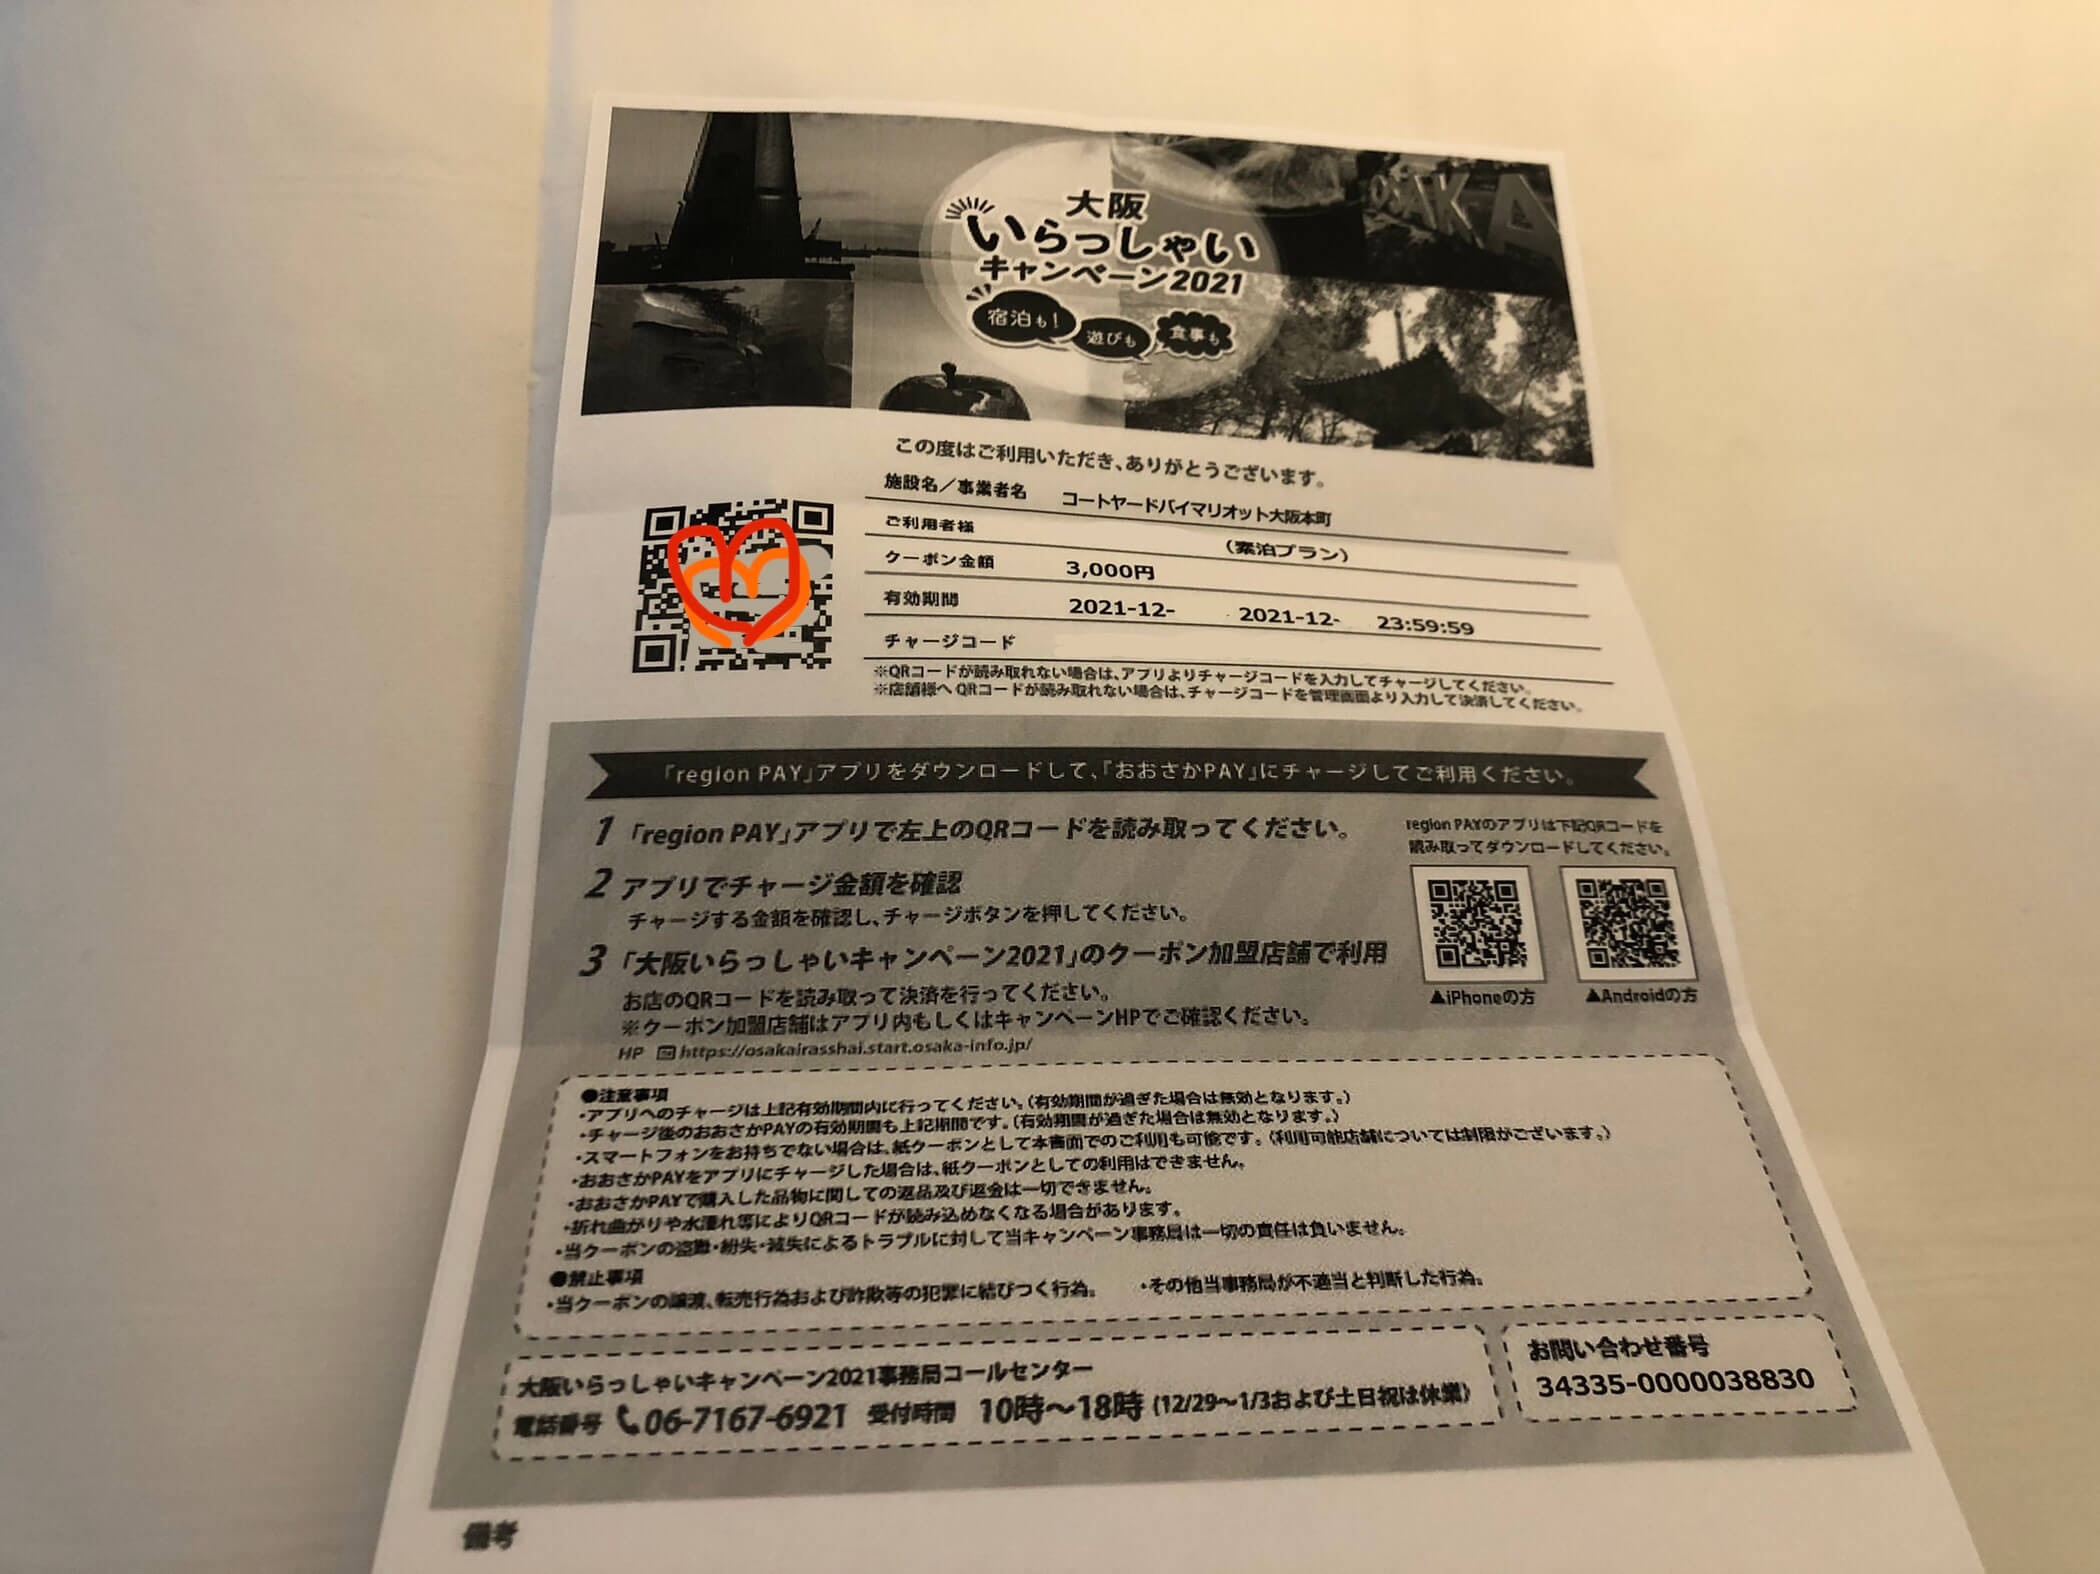 OSAKA
大阪
いらっしゃい
キャンペーン2021
宿泊も!
遊びも
食事も
この度はご利用いただき、ありがとうございます。
施設名／事業者名 コートヤードバイマリオット大阪本町
ご利用者様 （素泊プラン）
クーポン金額 3,000円
有効期間 2021-12- 2021-12- 23:59:59
チャージコード
※QRコードが読み取れない場合は、アプリよりチャージコードを入力してチャージしてください。
※店舗様へ QRコードが読み取れない場合は、チャージコードを管理画面より入力して決済してください。
「region PAY」アプリをダウンロードして、「おおさかPAY」にチャージしてご利用ください。
1 「region PAY」アプリで左上のQRコードを読み取ってください。
2 アプリでチャージ金額を確認
チャージする金額を確認し、チャージボタンを押してください。
3 「大阪いらっしゃいキャンペーン2021」のクーポン加盟店舗で利用
お店のQRコードを読み取って決済を行ってください。
※クーポン加盟店舗はアプリ内もしくはキャンペーンHPでご確認ください。
HP https://osakairasshai.start.osaka-info.jp/
region PAYのアプリは下記QRコードを
読み取ってダウンロードしてください。
▲iPhoneの方 ▲Androidの方
●注意事項
・アプリへのチャージは上記有効期間内に行ってください。（有効期間が過ぎた場合は無効となります。）
・チャージ後のおおさかPAYの有効期間も上記期間です。（有効期間が過ぎた場合は無効となります。）
・スマートフォンをお持ちでない場合は、紙クーポンとして本書面でのご利用も可能です。（利用可能店舗については制限がございます。）
・おおさかPAYをアプリにチャージした場合は、紙クーポンとしての利用はできません。
・おおさかPAYで購入した品物に関しての返品及び返金は一切できません。
・折れ曲がりや水濡れ等によりQRコードが読み込めなくなる場合があります。
・当クーポンの盗難・紛失・滅失によるトラブルに対して当キャンペーン事務局は一切の責任は負いません。
●禁止事項
・当クーポンの譲渡、転売行為および詐欺等の犯罪に結びつく行為。 ・その他当事務局が不適当と判断した行為。
大阪いらっしゃいキャンペーン2021事務局コールセンター
電話番号 06-7167-6921 受付時間 10時～18時（12/29～1/3および土日祝は休業）
お問い合わせ番号
34335-0000038830
備考